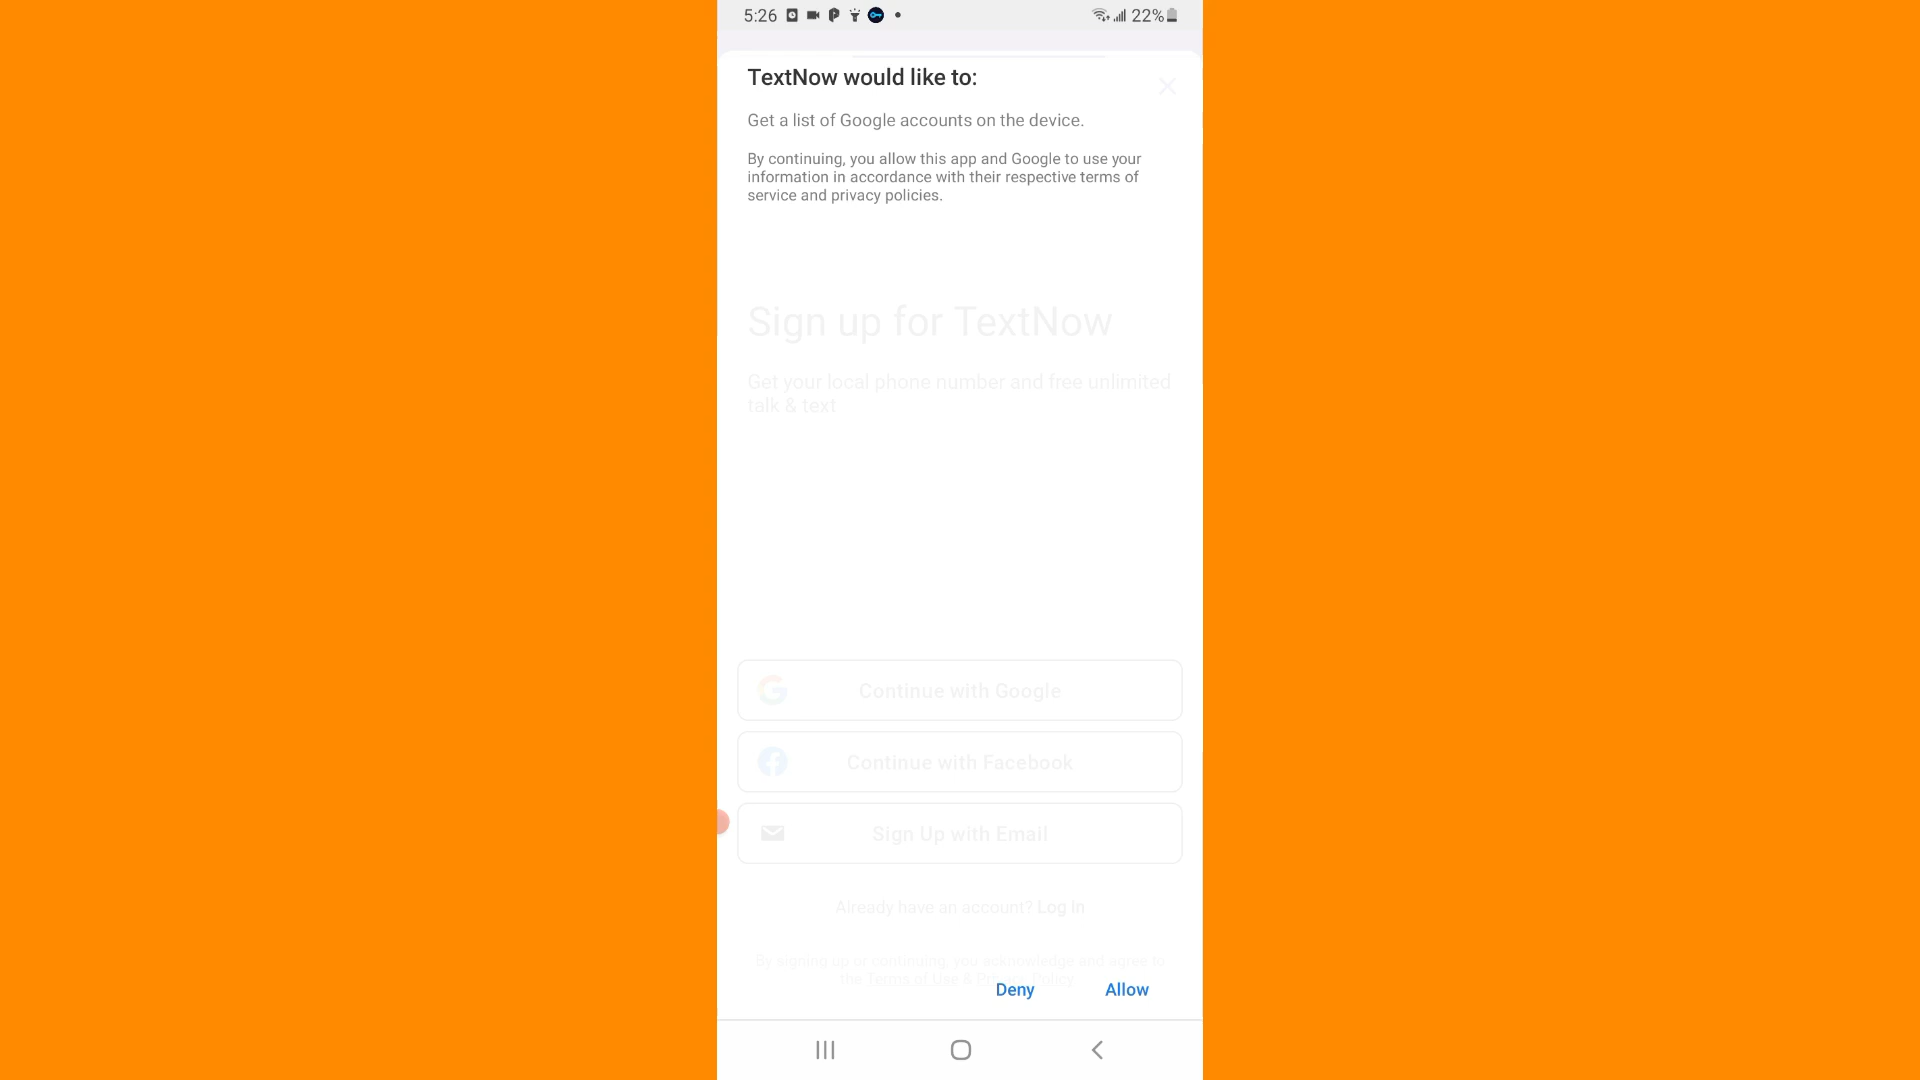 5:26
22%
TextNow would like to:
Get a list of Google accounts on the device.
By continuing, you allow this app and Google to use your
information in accordance with their respective terms of
service and privacy policies.
Sign up for TextNow
Get your local phone number and free unlimited
talk & text
Continue with Google
Continue with Facebook
Sign Up with Email
Already have an account? Log In
By signing up or continuing, you acknowledge and agree to
the Terms of Use & Privacy Policy
Deny
Allow